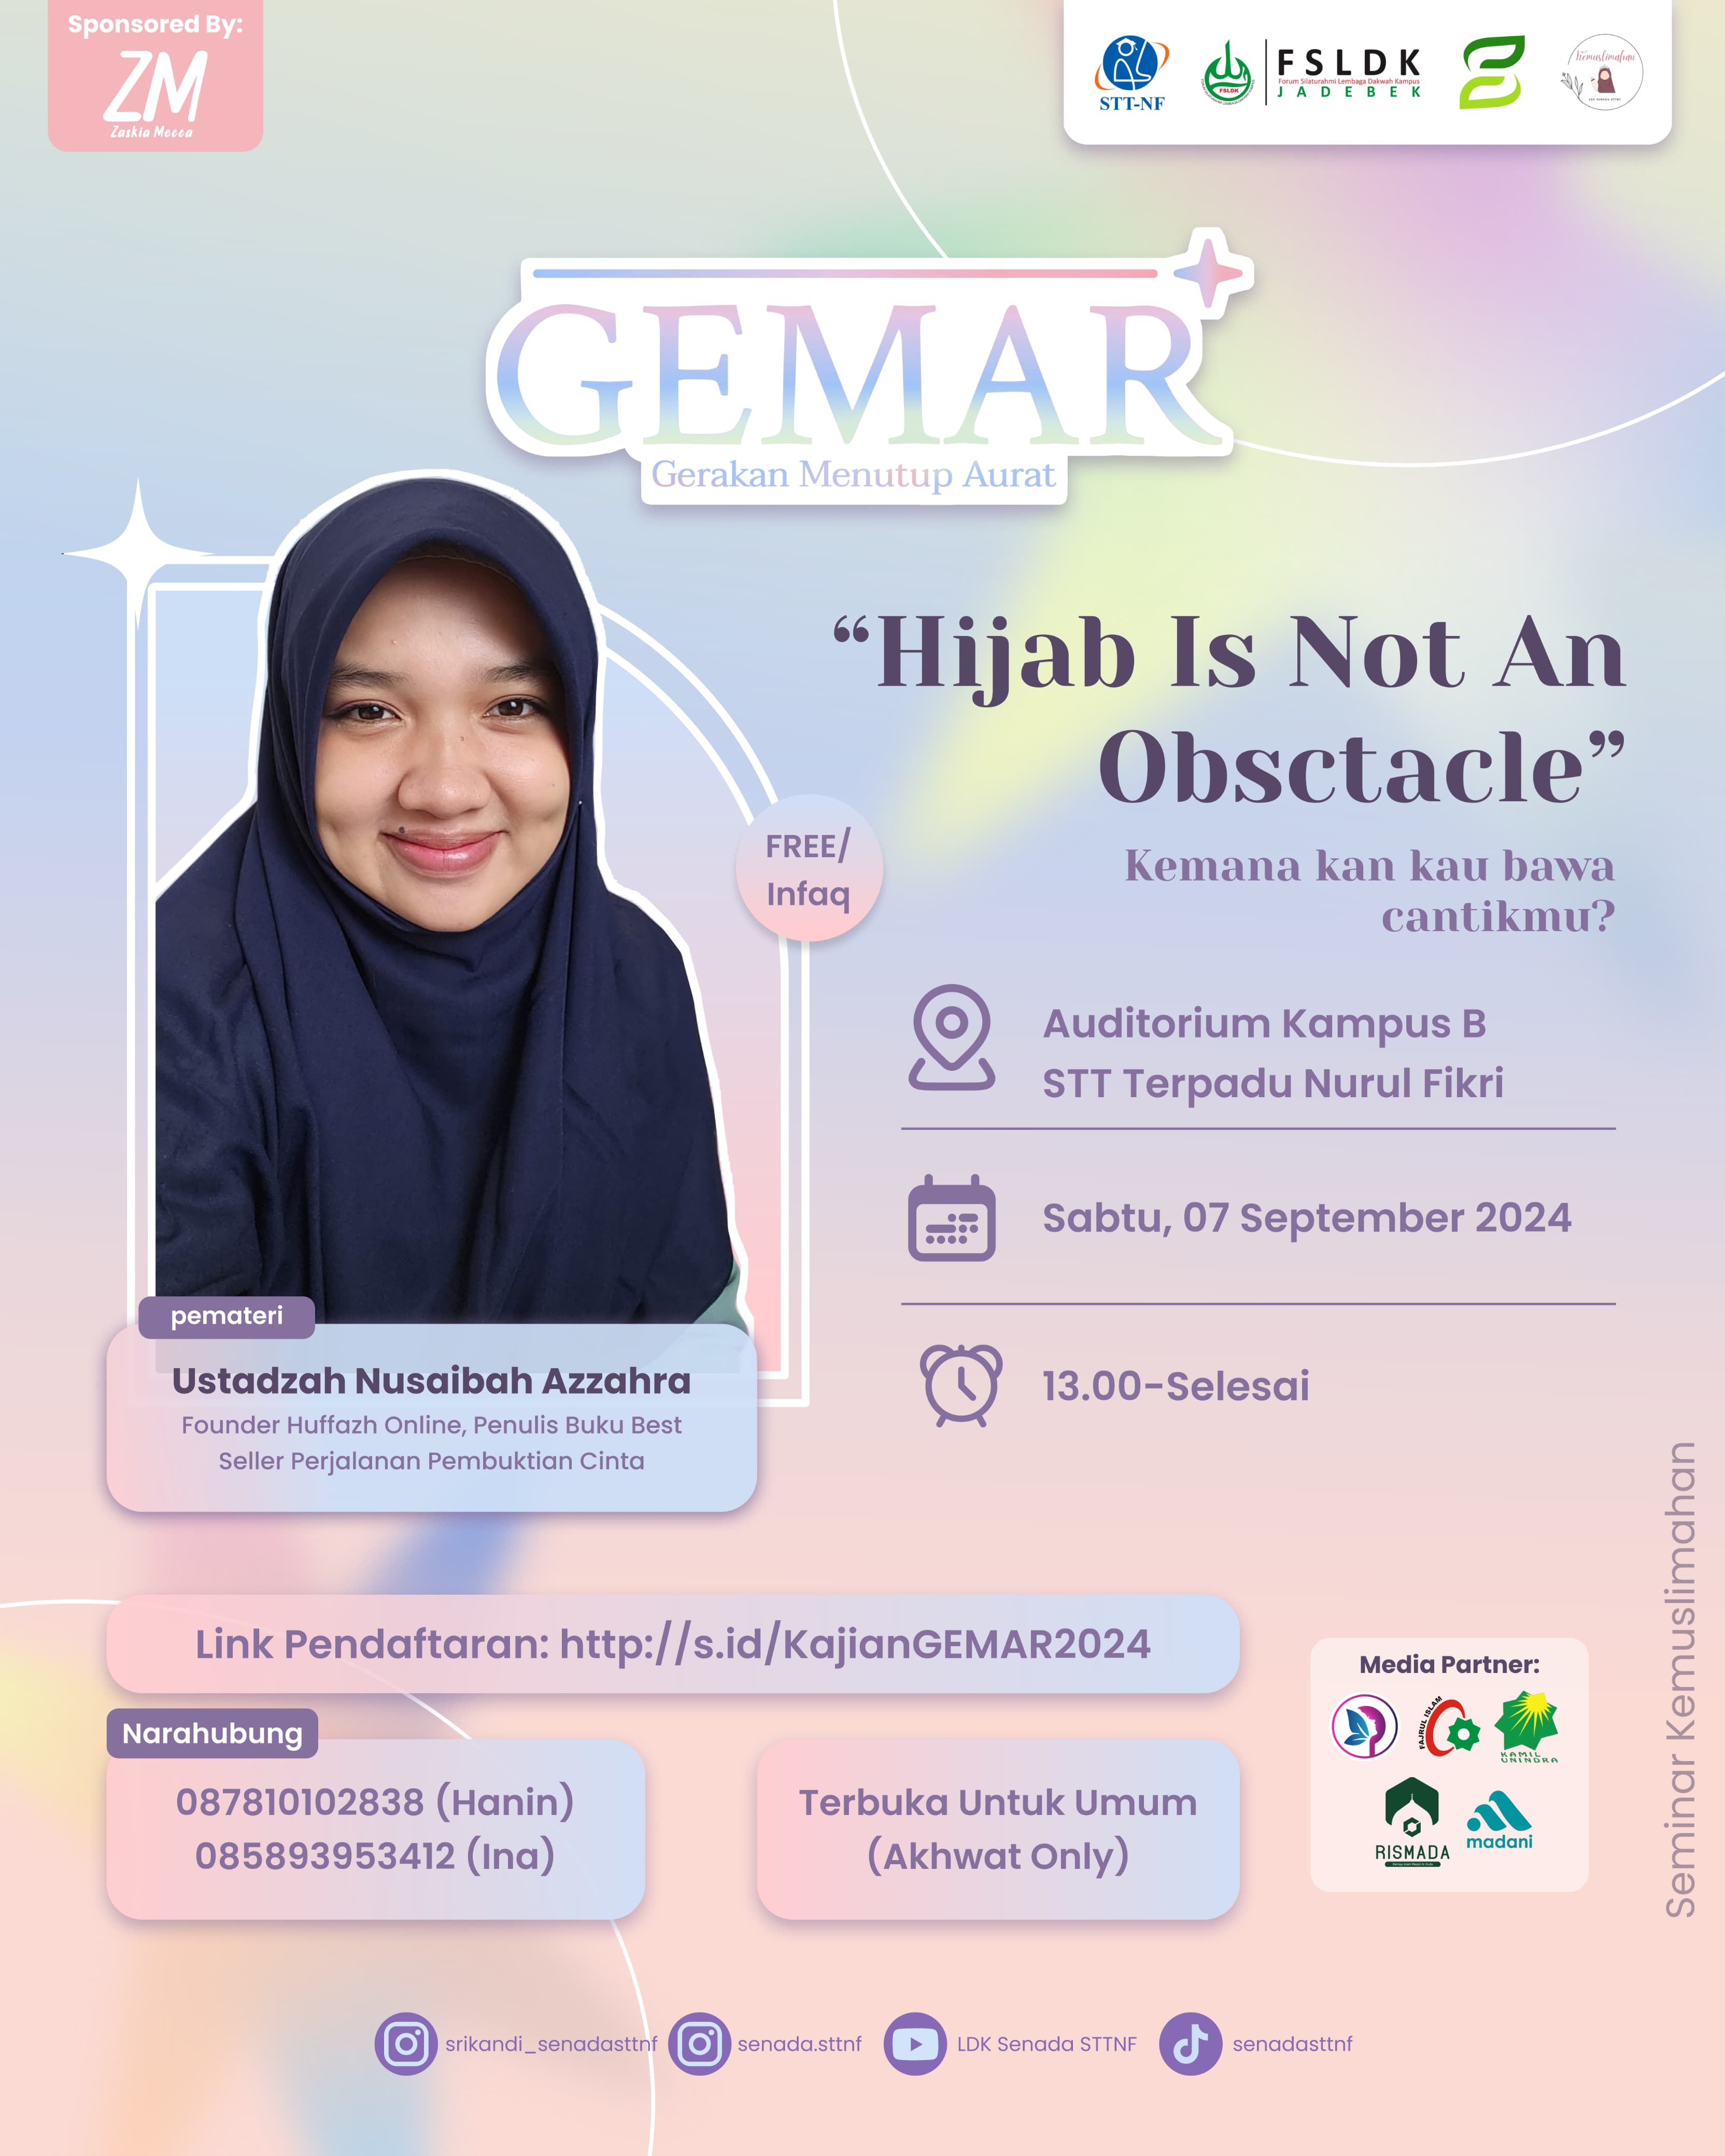 Sponsored By:
ZM
Zaskia Mecca
STT-NF
FSLDK
FSLDK
Forum Silaturahmi Lembaga Dakwah Kampus
JADEBEK
Kemuslimahan
GEMAR
Gerakan Menutup Aurat
“Hijab Is Not An
Obsctacle”
Kemana kan kau bawa
cantikmu?
FREE/
Infaq
Auditorium Kampus B
STT Terpadu Nurul Fikri
Sabtu, 07 September 2024
13.00-Selesai
pemateri
Ustadzah Nusaibah Azzahra
Founder Huffazh Online, Penulis Buku Best
Seller Perjalanan Pembuktian Cinta
Link Pendaftaran: http://s.id/KajianGEMAR2024
Narahubung
087810102838 (Hanin)
085893953412 (Ina)
Terbuka Untuk Umum
(Akhwat Only)
Media Partner:
FAJRUL ISLAM
KAMIL
UNINDRA
RISMADA
madani
Seminar Kemuslimahan
srikandi_senadasttnf
senada.sttnf
LDK Senada STTNF
senadasttnf